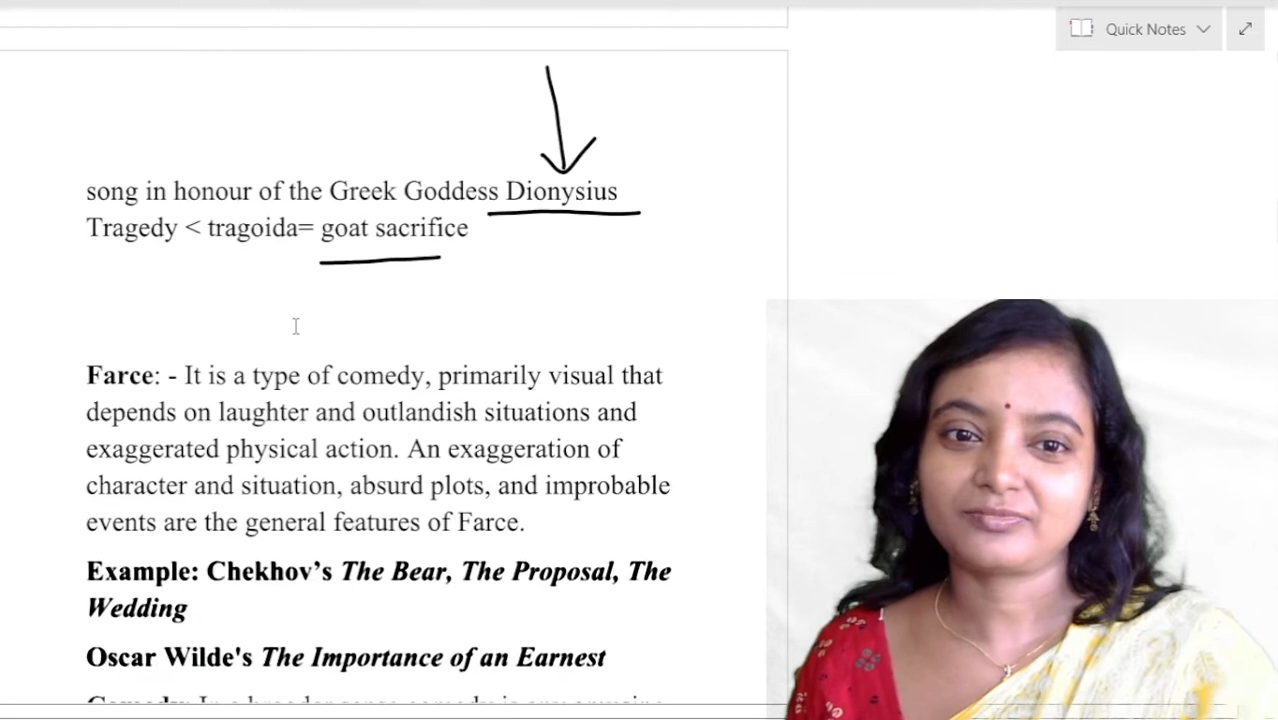 Quick Notes
song in honour of the Greek Goddess Dionysius
Tragedy < tragoida= goat sacrifice
Farce: - It is a type of comedy, primarily visual that
depends on laughter and outlandish situations and
exaggerated physical action. An exaggeration of
character and situation, absurd plots, and improbable
events are the general features of Farce.
Example: Chekhov’s The Bear, The Proposal, The
Wedding
Oscar Wilde's The Importance of an Earnest